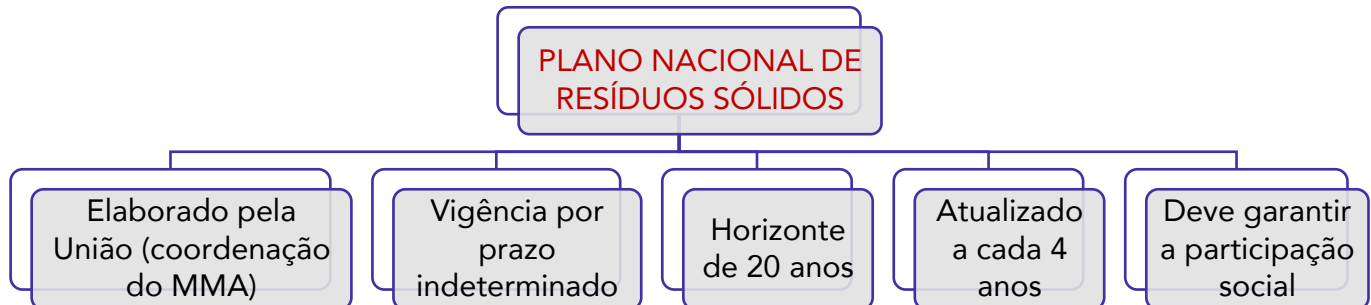 PLANO NACIONAL DE
RESÍDUOS SÓLIDOS
Elaborado pela
União (coordenação
do MMA)
Vigência por
prazo
indeterminado
Horizonte
de 20 anos
Atualizado
a cada 4
anos
Deve garantir
a participação
social